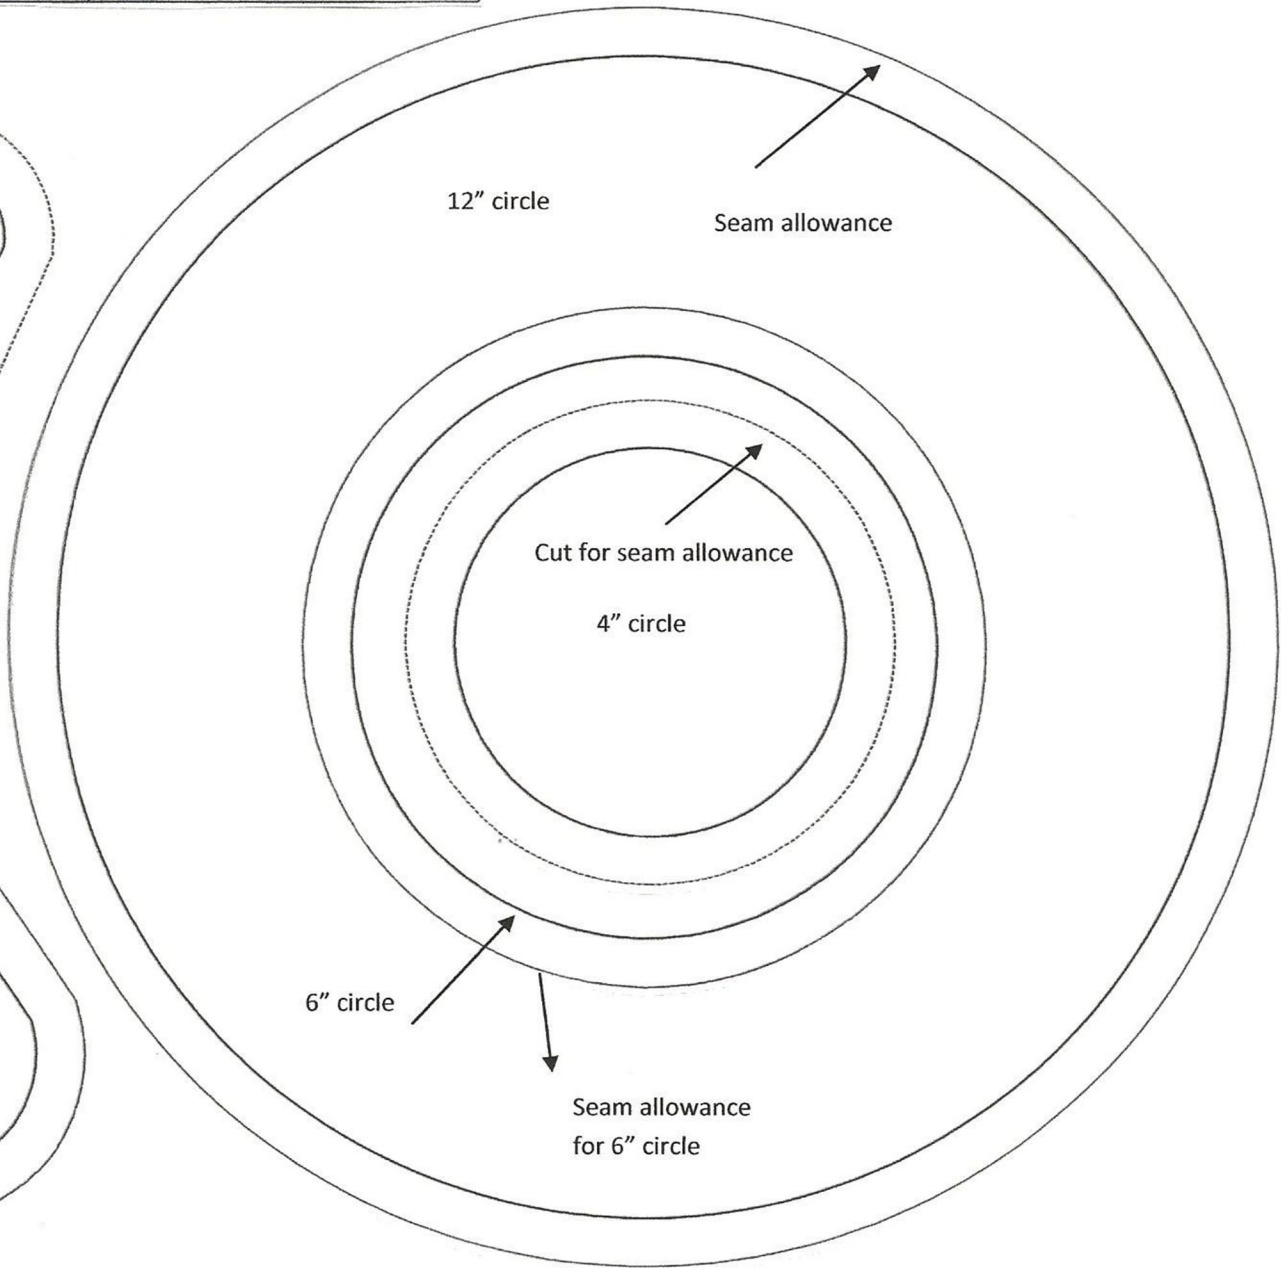 12” circle
Seam allowance
Cut for seam allowance
4” circle
6” circle
Seam allowance
for 6” circle